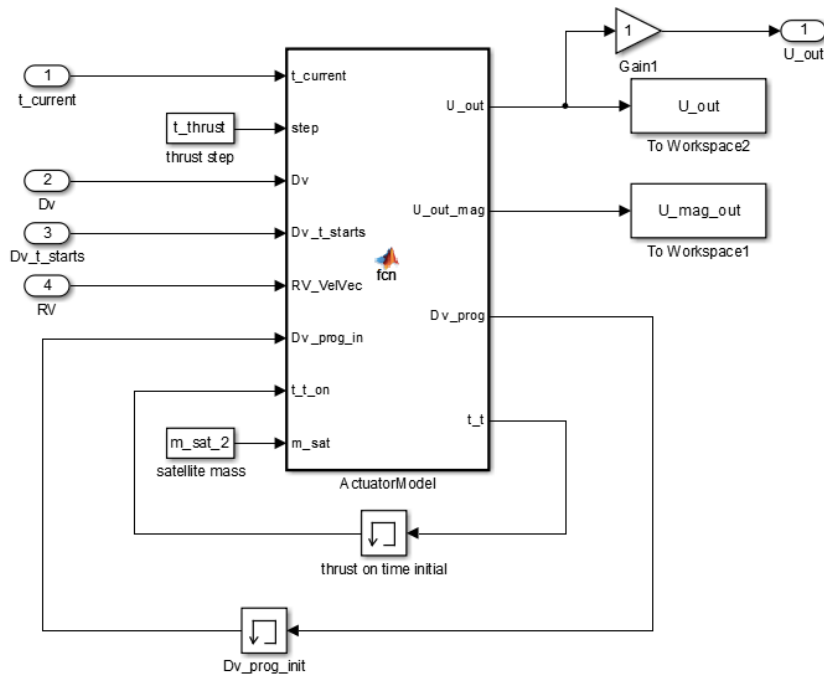 1
t_current
t_thrust
thrust step
2
Dv
3
Dv_t_starts
4
RV
m_sat_2
satellite mass
t_current
step
Dv
Dv_t_starts
RV_VelVec
Dv_prog_in
t_t_on
m_sat
fcn
U_out
U_out_mag
Dv_prog
t_t
ActuatorModel
1
Gain1
1
U_out
U_out
To Workspace2
U_mag_out
To Workspace1
thrust on time initial
Dv_prog_init